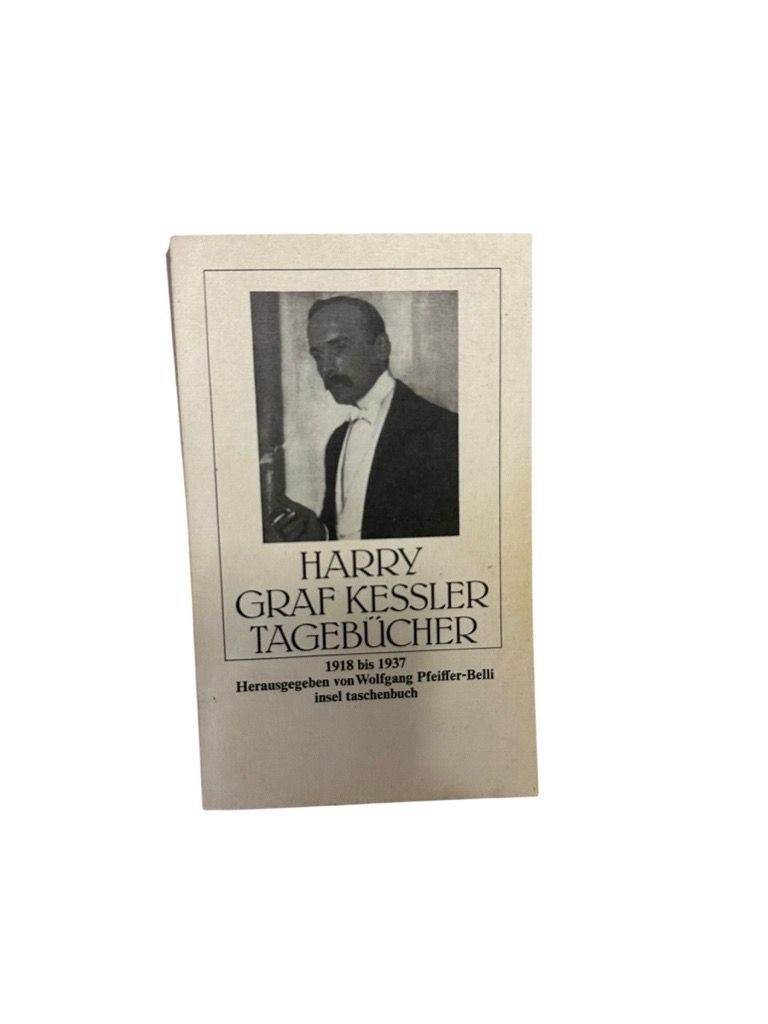 HARRY
GRAF KESSLER
TAGEBÜCHER
1918 bis 1937
Herausgegeben von Wolfgang Pfeiffer-Belli
insel taschenbuch